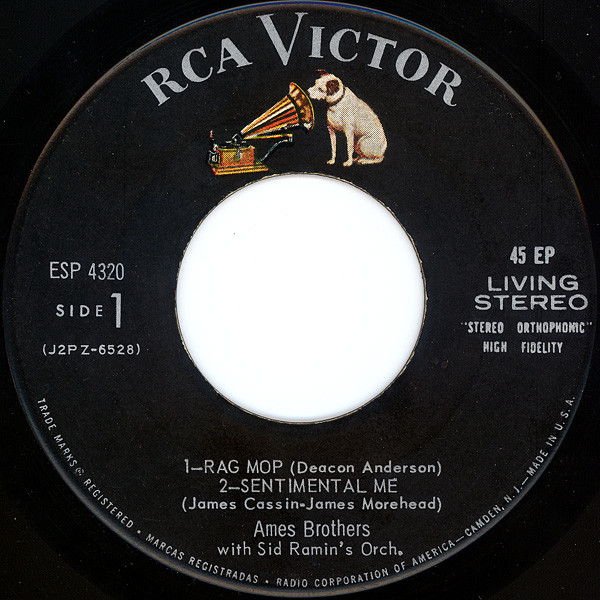 RCA VICTOR
45 EP
ESP 4320
LIVING
STEREO
SIDE 1
"STEREO ORTHOPHONIC"
HIGH FIDELITY
(J2PZ-6528)
1–RAG MOP (Deacon Anderson)
2–SENTIMENTAL ME
(James Cassin-James Morehead)
Ames Brothers
with Sid Ramin's Orch.
TRADE MARKS ® REGISTERED • MARCAS REGISTRADAS • RADIO CORPORATION OF AMERICA—CAMDEN, N.J.—MADE IN U.S.A.